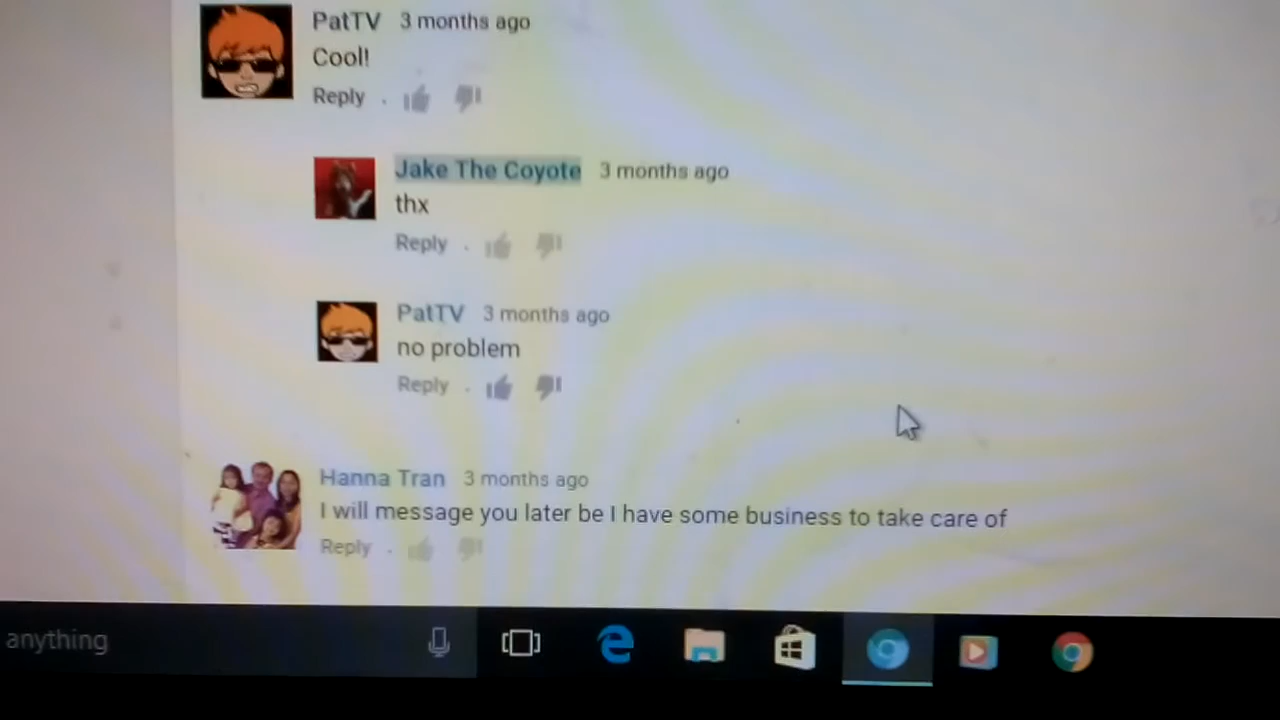 PatTV 3 months ago
Cool!
Reply .
Jake The Coyote 3 months ago
thx
Reply .
PatTV 3 months ago
no problem
Reply .
Hanna Tran 3 months ago
I will message you later be I have some business to take care of
Reply .
anything